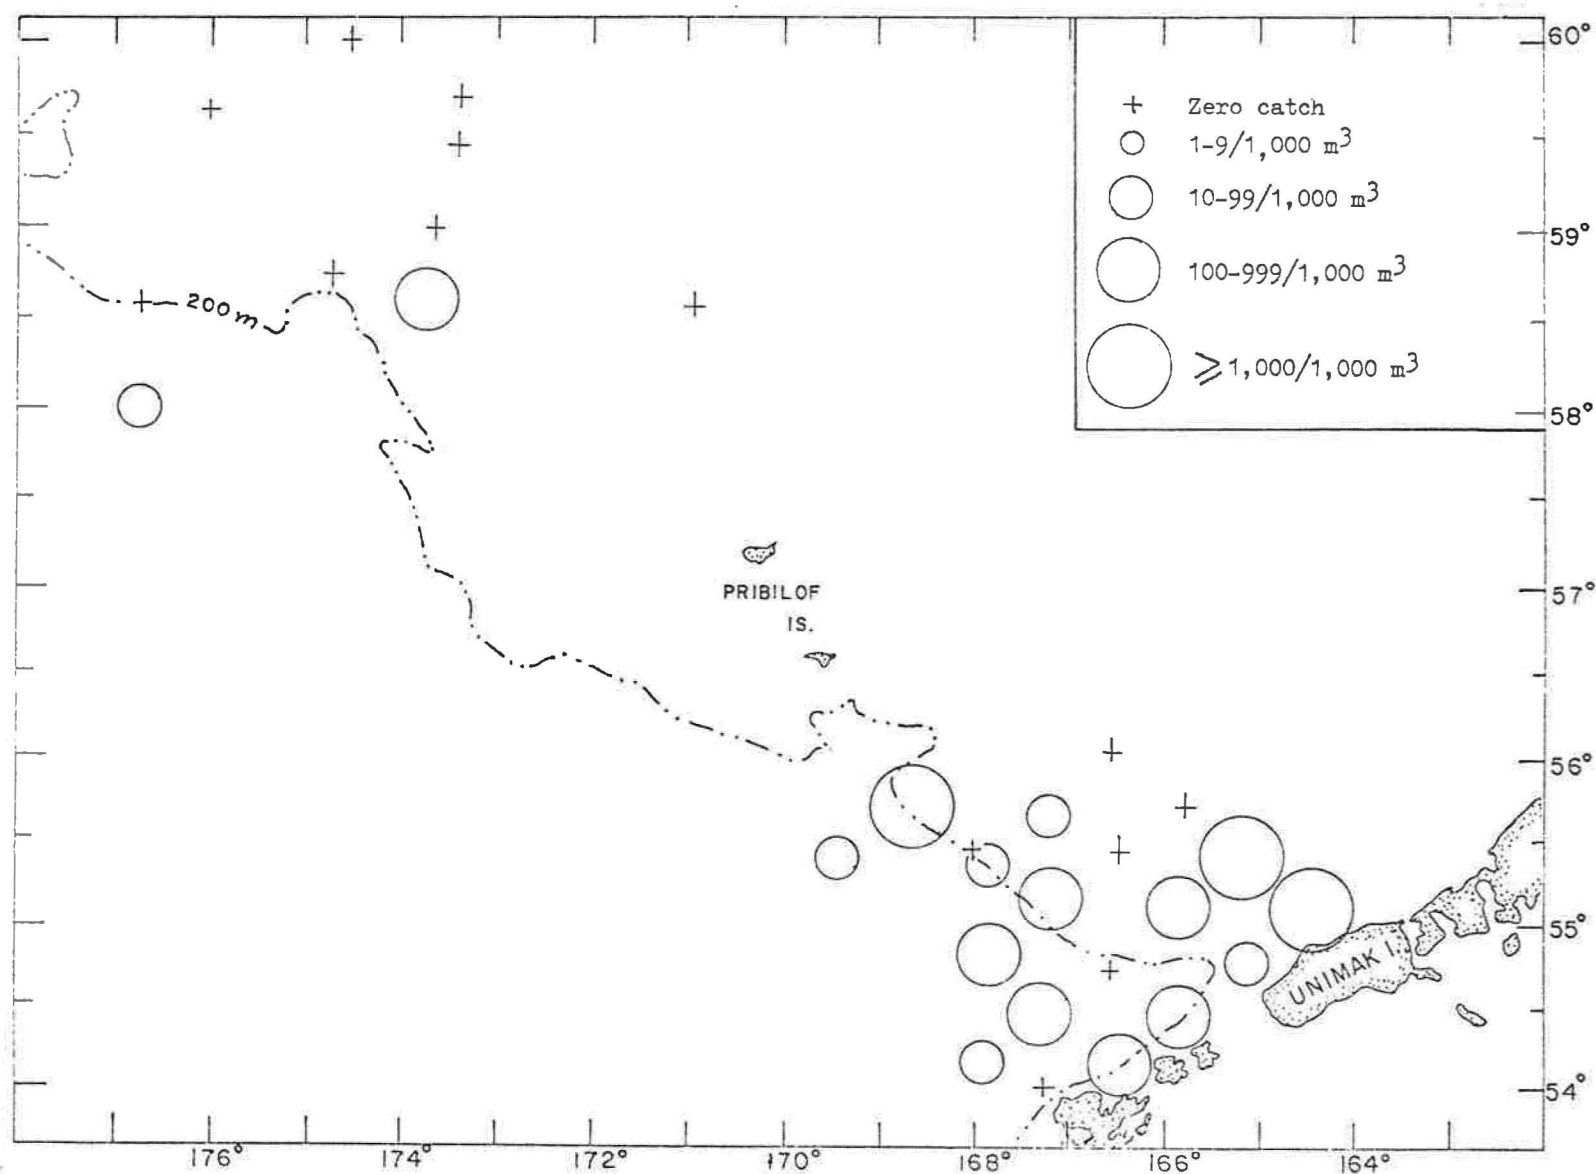 60°
+ Zero catch
1-9/1,000 m³
10-99/1,000 m³
59°
100-999/1,000 m³
200m
≥ 1,000/1,000 m³
58°
57°
PRIBILOF
IS.
56°
55°
UNIMAK I.
54°
176° 174° 172° 170° 168° 166° 164°